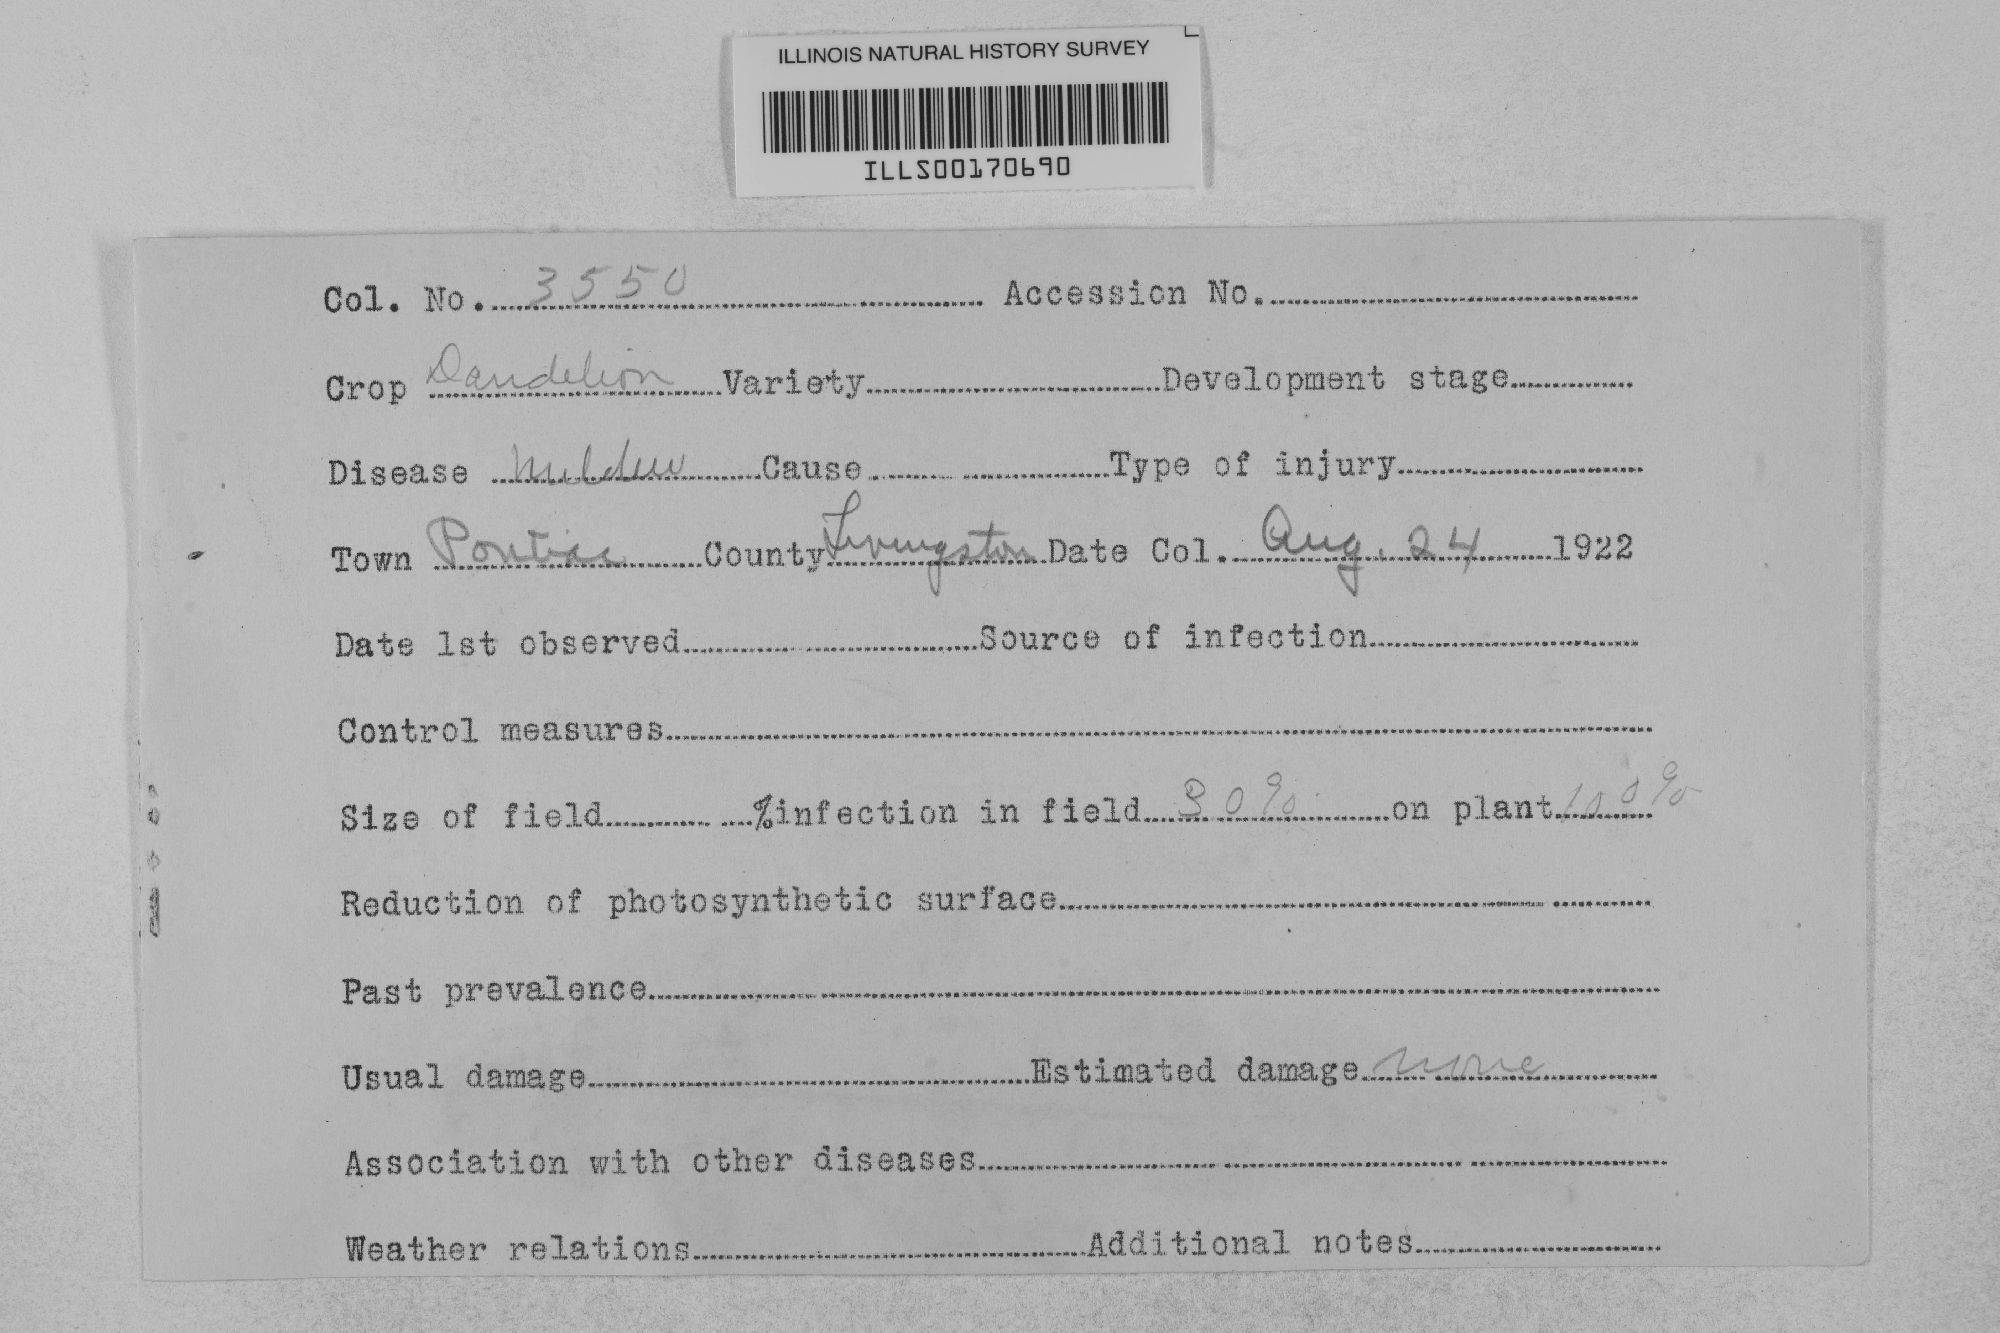 ILLINOIS NATURAL HISTORY SURVEY
ILLS00170690
Col. No. 3550 Accession No.
Crop Dandelion Variety Development stage
Disease Mildew Cause Type of injury
Town Pontiac County Livingston Date Col. Aug. 24 1922
Date 1st observed Source of infection
Control measures
Size of field %infection in field 30% on plant 100%
Reduction of photosynthetic surface
Past prevalence
Usual damage Estimated damage none
Association with other diseases
Weather relations Additional notes